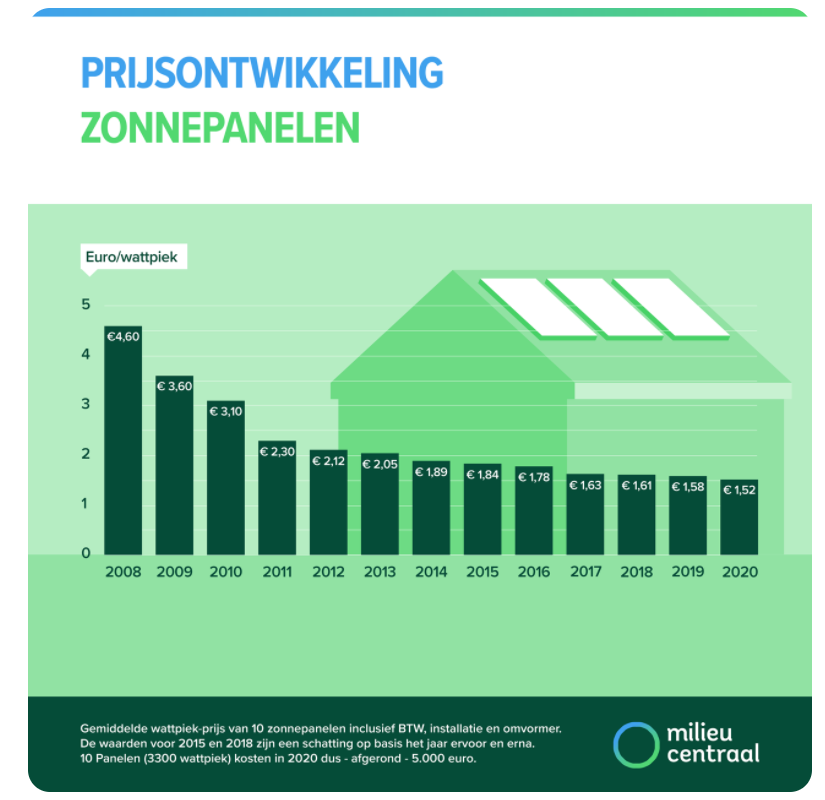 PRIJSONTWIKKELING
ZONNEPANELEN
Euro/wattpiek
5
4
3
2
1
0
€4,60
€ 3,60
€ 3,10
€ 2,30
€ 2,12
€ 2,05
€ 1,89
€ 1,84
€ 1,78
€ 1,63
€ 1,61
€ 1,58
€ 1,52
2008 2009 2010 2011 2012 2013 2014 2015 2016 2017 2018 2019 2020
Gemiddelde wattpiek-prijs van 10 zonnepanelen inclusief BTW, installatie en omvormer.
De waarden voor 2015 en 2018 zijn een schatting op basis het jaar ervoor en erna.
10 Panelen (3300 wattpiek) kosten in 2020 dus - afgerond - 5.000 euro.
milieu
centraal